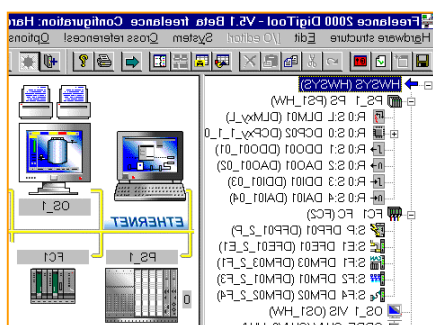 Freelance 2000 DigiTool - V5.1 Beta freelance Configuration: Har
Hardware structure Edit I/O editor! System Cross references! Options
HWSYS (HWSYS)
PS_1 PS (PS1_HW)
R:0 S:L DLM01 (DLMxy_L)
R:0 S:0 DCP02 (DCPxy_1_1_0
R:0 S:1 DDO01 (DDO01_01)
R:0 S:2 DAO01 (DAO01_02)
R:0 S:3 DDI01 (DDI01_03)
R:0 S:4 DAI01 (DAI01_04)
FC1 FC (FC2)
S:P DFP01 (DFP01_2_P)
S:E1 DFE01 (DFE01_2_E1)
S:F1 DFM03 (DFM03_2_F1)
S:F2 DFM01 (DFM01_2_F3)
S:F4 DFM02 (DFM02_2_F4)
OS_1 VIS (OS1_HW)
OS_1
ETHERNET
FC1
PS_1
0